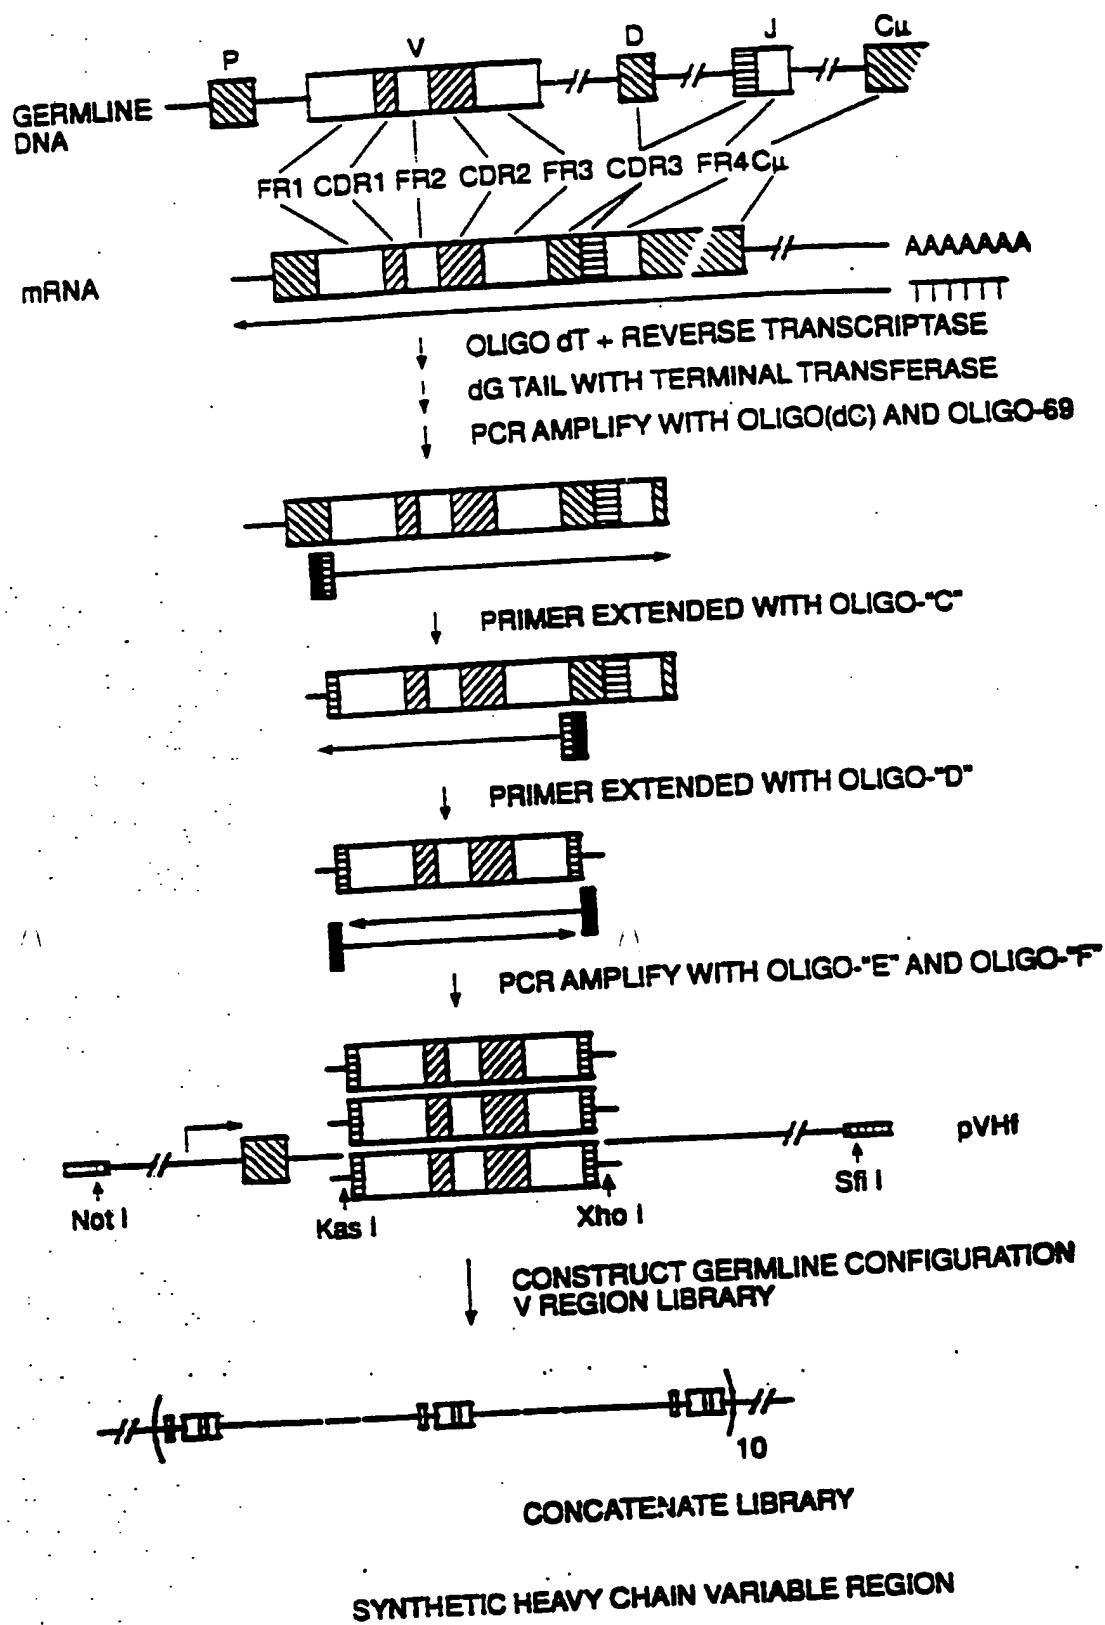 P V D J Cμ
GERMLINE
DNA
FR1 CDR1 FR2 CDR2 FR3 CDR3 FR4 Cμ
mRNA
AAAAAAA
TTTTTT
OLIGO dT + REVERSE TRANSCRIPTASE
dG TAIL WITH TERMINAL TRANSFERASE
PCR AMPLIFY WITH OLIGO(dC) AND OLIGO-69
PRIMER EXTENDED WITH OLIGO-"C"
PRIMER EXTENDED WITH OLIGO-"D"
PCR AMPLIFY WITH OLIGO-"E" AND OLIGO-"F"
pVHf
Not I Kas I Xho I Sfi I
CONSTRUCT GERMLINE CONFIGURATION
V REGION LIBRARY
10
CONCATENATE LIBRARY
SYNTHETIC HEAVY CHAIN VARIABLE REGION